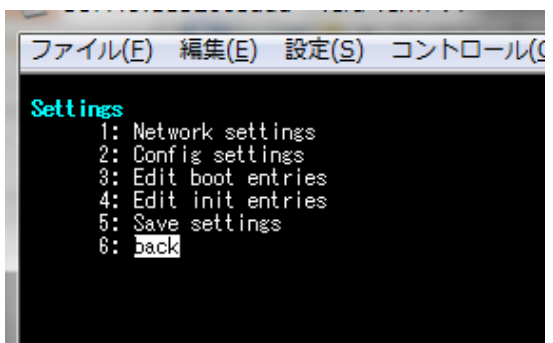 ファイル(F) 編集(E) 設定(S) コントロール(
Settings
1: Network settings
2: Config settings
3: Edit boot entries
4: Edit init entries
5: Save settings
6: back